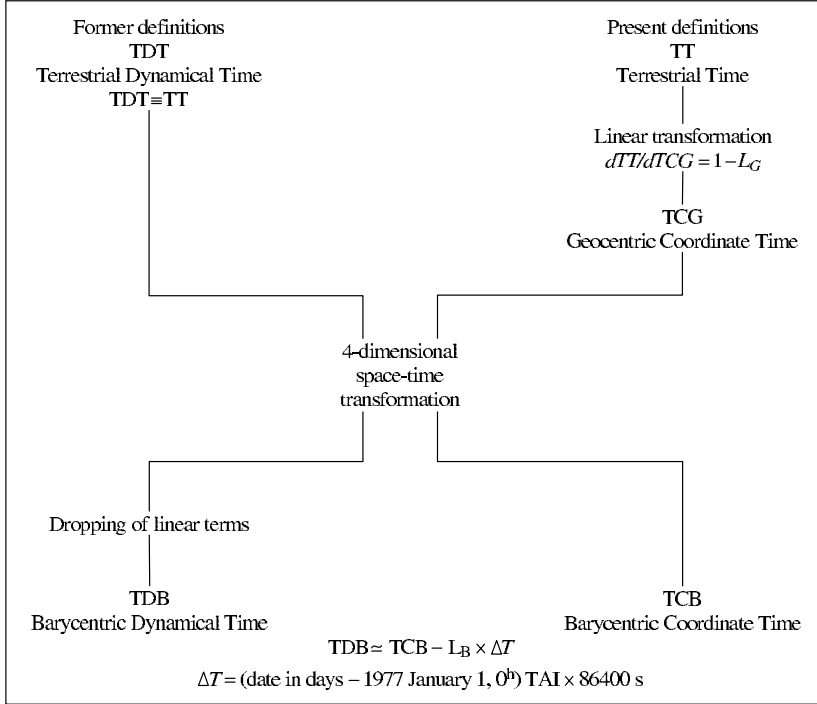 Former definitions
TDT
Terrestrial Dynamical Time
TDT≡TT
Present definitions
TT
Terrestrial Time
Linear transformation
dTT/dTCG = 1−L_G
TCG
Geocentric Coordinate Time
4-dimensional
space-time
transformation
Dropping of linear terms
TDB
Barycentric Dynamical Time
TCB
Barycentric Coordinate Time
TDB ≃ TCB − L_B × ΔT
ΔT = (date in days − 1977 January 1, 0^h) TAI × 86400 s